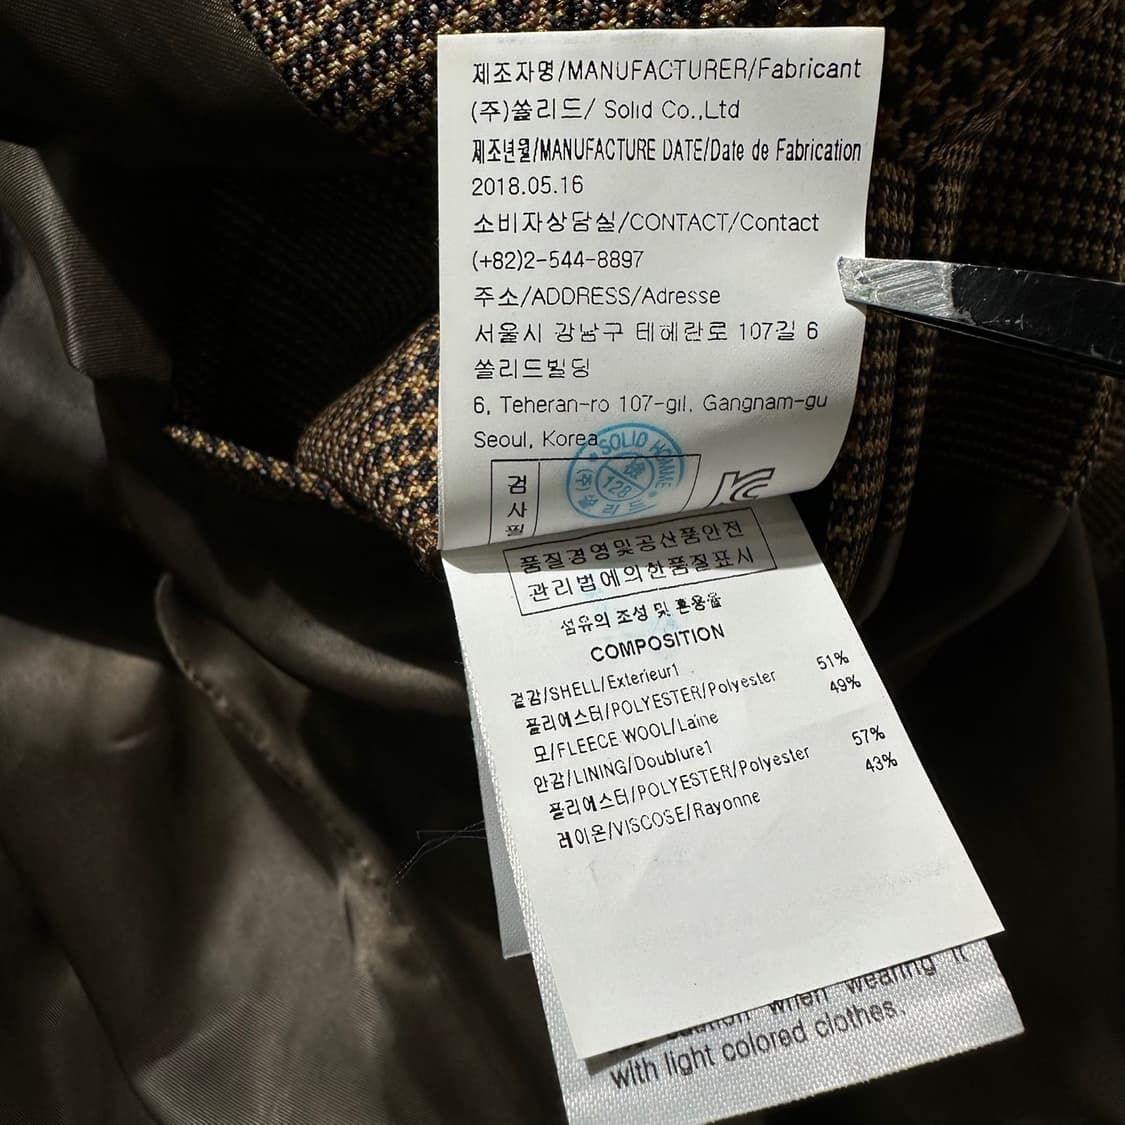 제조자명/MANUFACTURER/Fabricant
(주)쏠리드/ Solid Co.,Ltd
제조년월/MANUFACTURE DATE/Date de Fabrication
2018.05.16
소비자상담실/CONTACT/Contact
(+82)2-544-8897
주소/ADDRESS/Adresse
서울시 강남구 테헤란로 107길 6
쏠리드빌딩
6, Teheran-ro 107-gil, Gangnam-gu
Seoul, Korea
SOLID HOMME
128
(주)쏠리드
검
사
필
품질경영및공산품안전
관리법에의한품질표시
섬유의 조성 및 혼용율
COMPOSITION
겉감/SHELL/Exterieur1
폴리에스터/POLYESTER/Polyester 51%
모/FLEECE WOOL/Laine 49%
안감/LINING/Doublure1
폴리에스터/POLYESTER/Polyester 57%
레이온/VISCOSE/Rayonne 43%
caution when wearing it
with light colored clothes.